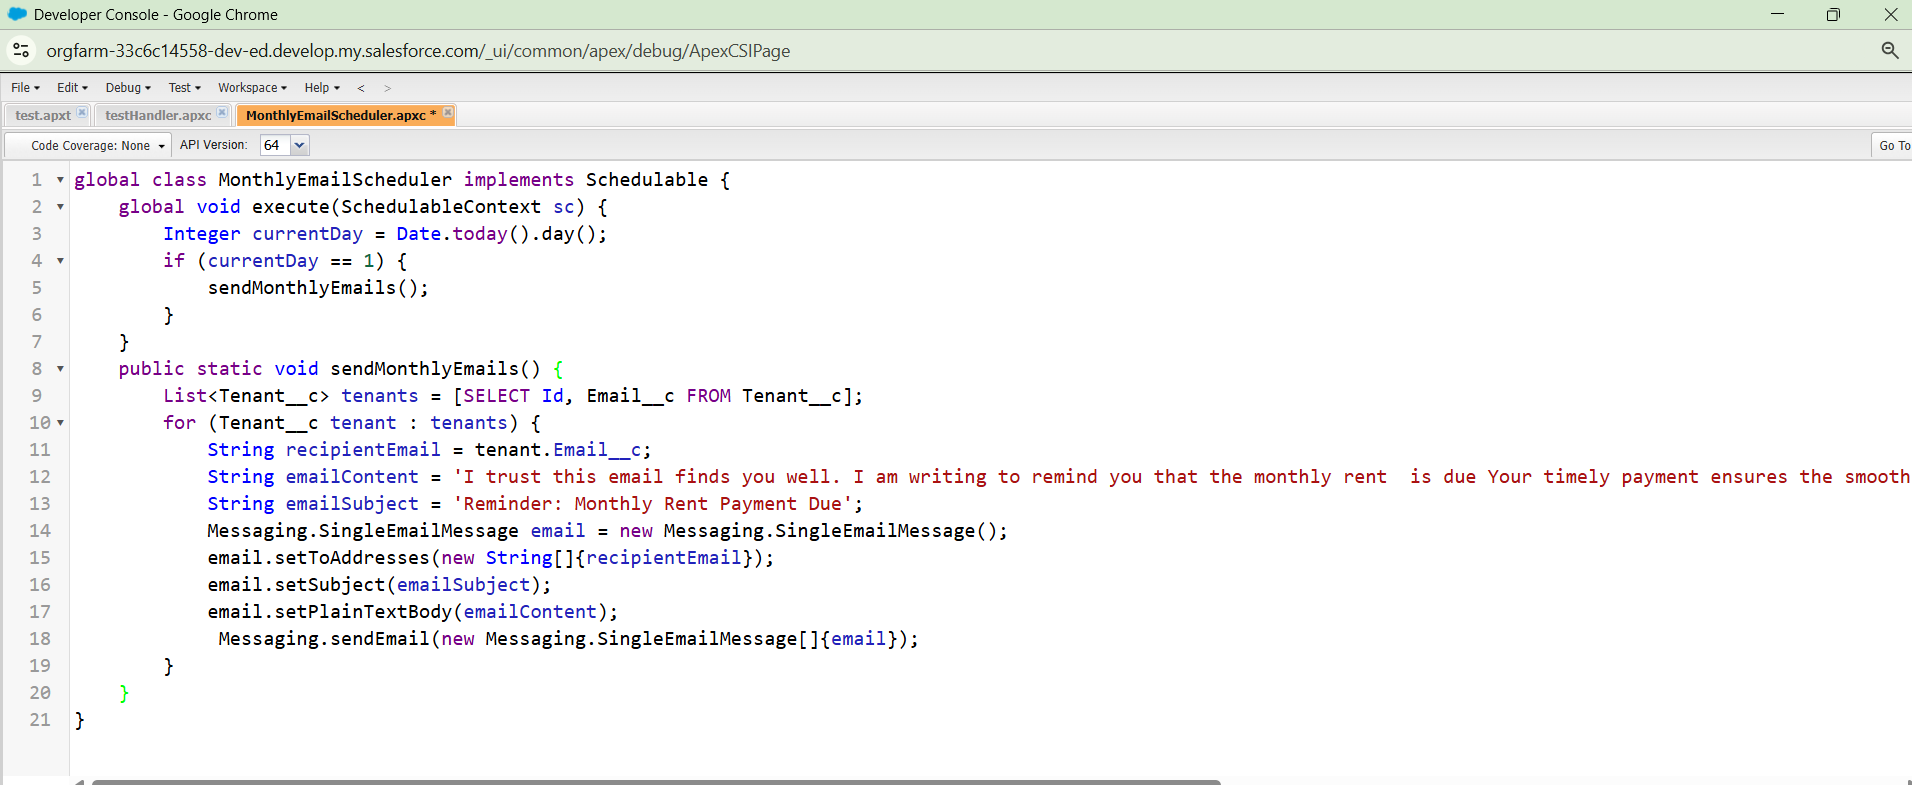 Developer Console - Google Chrome
orgfarm-33c6c14558-dev-ed.develop.my.salesforce.com/_ui/common/apex/debug/ApexCSIPage
File Edit Debug Test Workspace Help < >
test.apxt testHandler.apxc MonthlyEmailScheduler.apxc *
Code Coverage: None API Version: 64 Go To
1 global class MonthlyEmailScheduler implements Schedulable {
2 global void execute(SchedulableContext sc) {
3 Integer currentDay = Date.today().day();
4 if (currentDay == 1) {
5 sendMonthlyEmails();
6 }
7 }
8 public static void sendMonthlyEmails() {
9 List<Tenant__c> tenants = [SELECT Id, Email__c FROM Tenant__c];
10 for (Tenant__c tenant : tenants) {
11 String recipientEmail = tenant.Email__c;
12 String emailContent = 'I trust this email finds you well. I am writing to remind you that the monthly rent  is due Your timely payment ensures the smooth
13 String emailSubject = 'Reminder: Monthly Rent Payment Due';
14 Messaging.SingleEmailMessage email = new Messaging.SingleEmailMessage();
15 email.setToAddresses(new String[]{recipientEmail});
16 email.setSubject(emailSubject);
17 email.setPlainTextBody(emailContent);
18 Messaging.sendEmail(new Messaging.SingleEmailMessage[]{email});
19 }
20 }
21 }